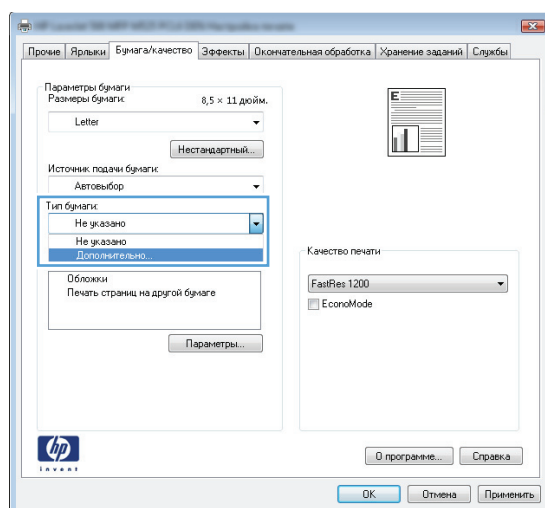 Прочие Ярлыки Бумага/качество Эффекты Окончательная обработка Хранение заданий Службы
Параметры бумаги
Размеры бумаги: 8,5 × 11 дюйм.
Letter
Нестандартный...
Источник подачи бумаги:
Автовыбор
Тип бумаги:
Не указано
Не указано
Дополнительно...
Обложки
Печать страниц на другой бумаге
Параметры...
E
Качество печати
FastRes 1200
EconoMode
hp
invent
О программе... Справка
OK Отмена Применить